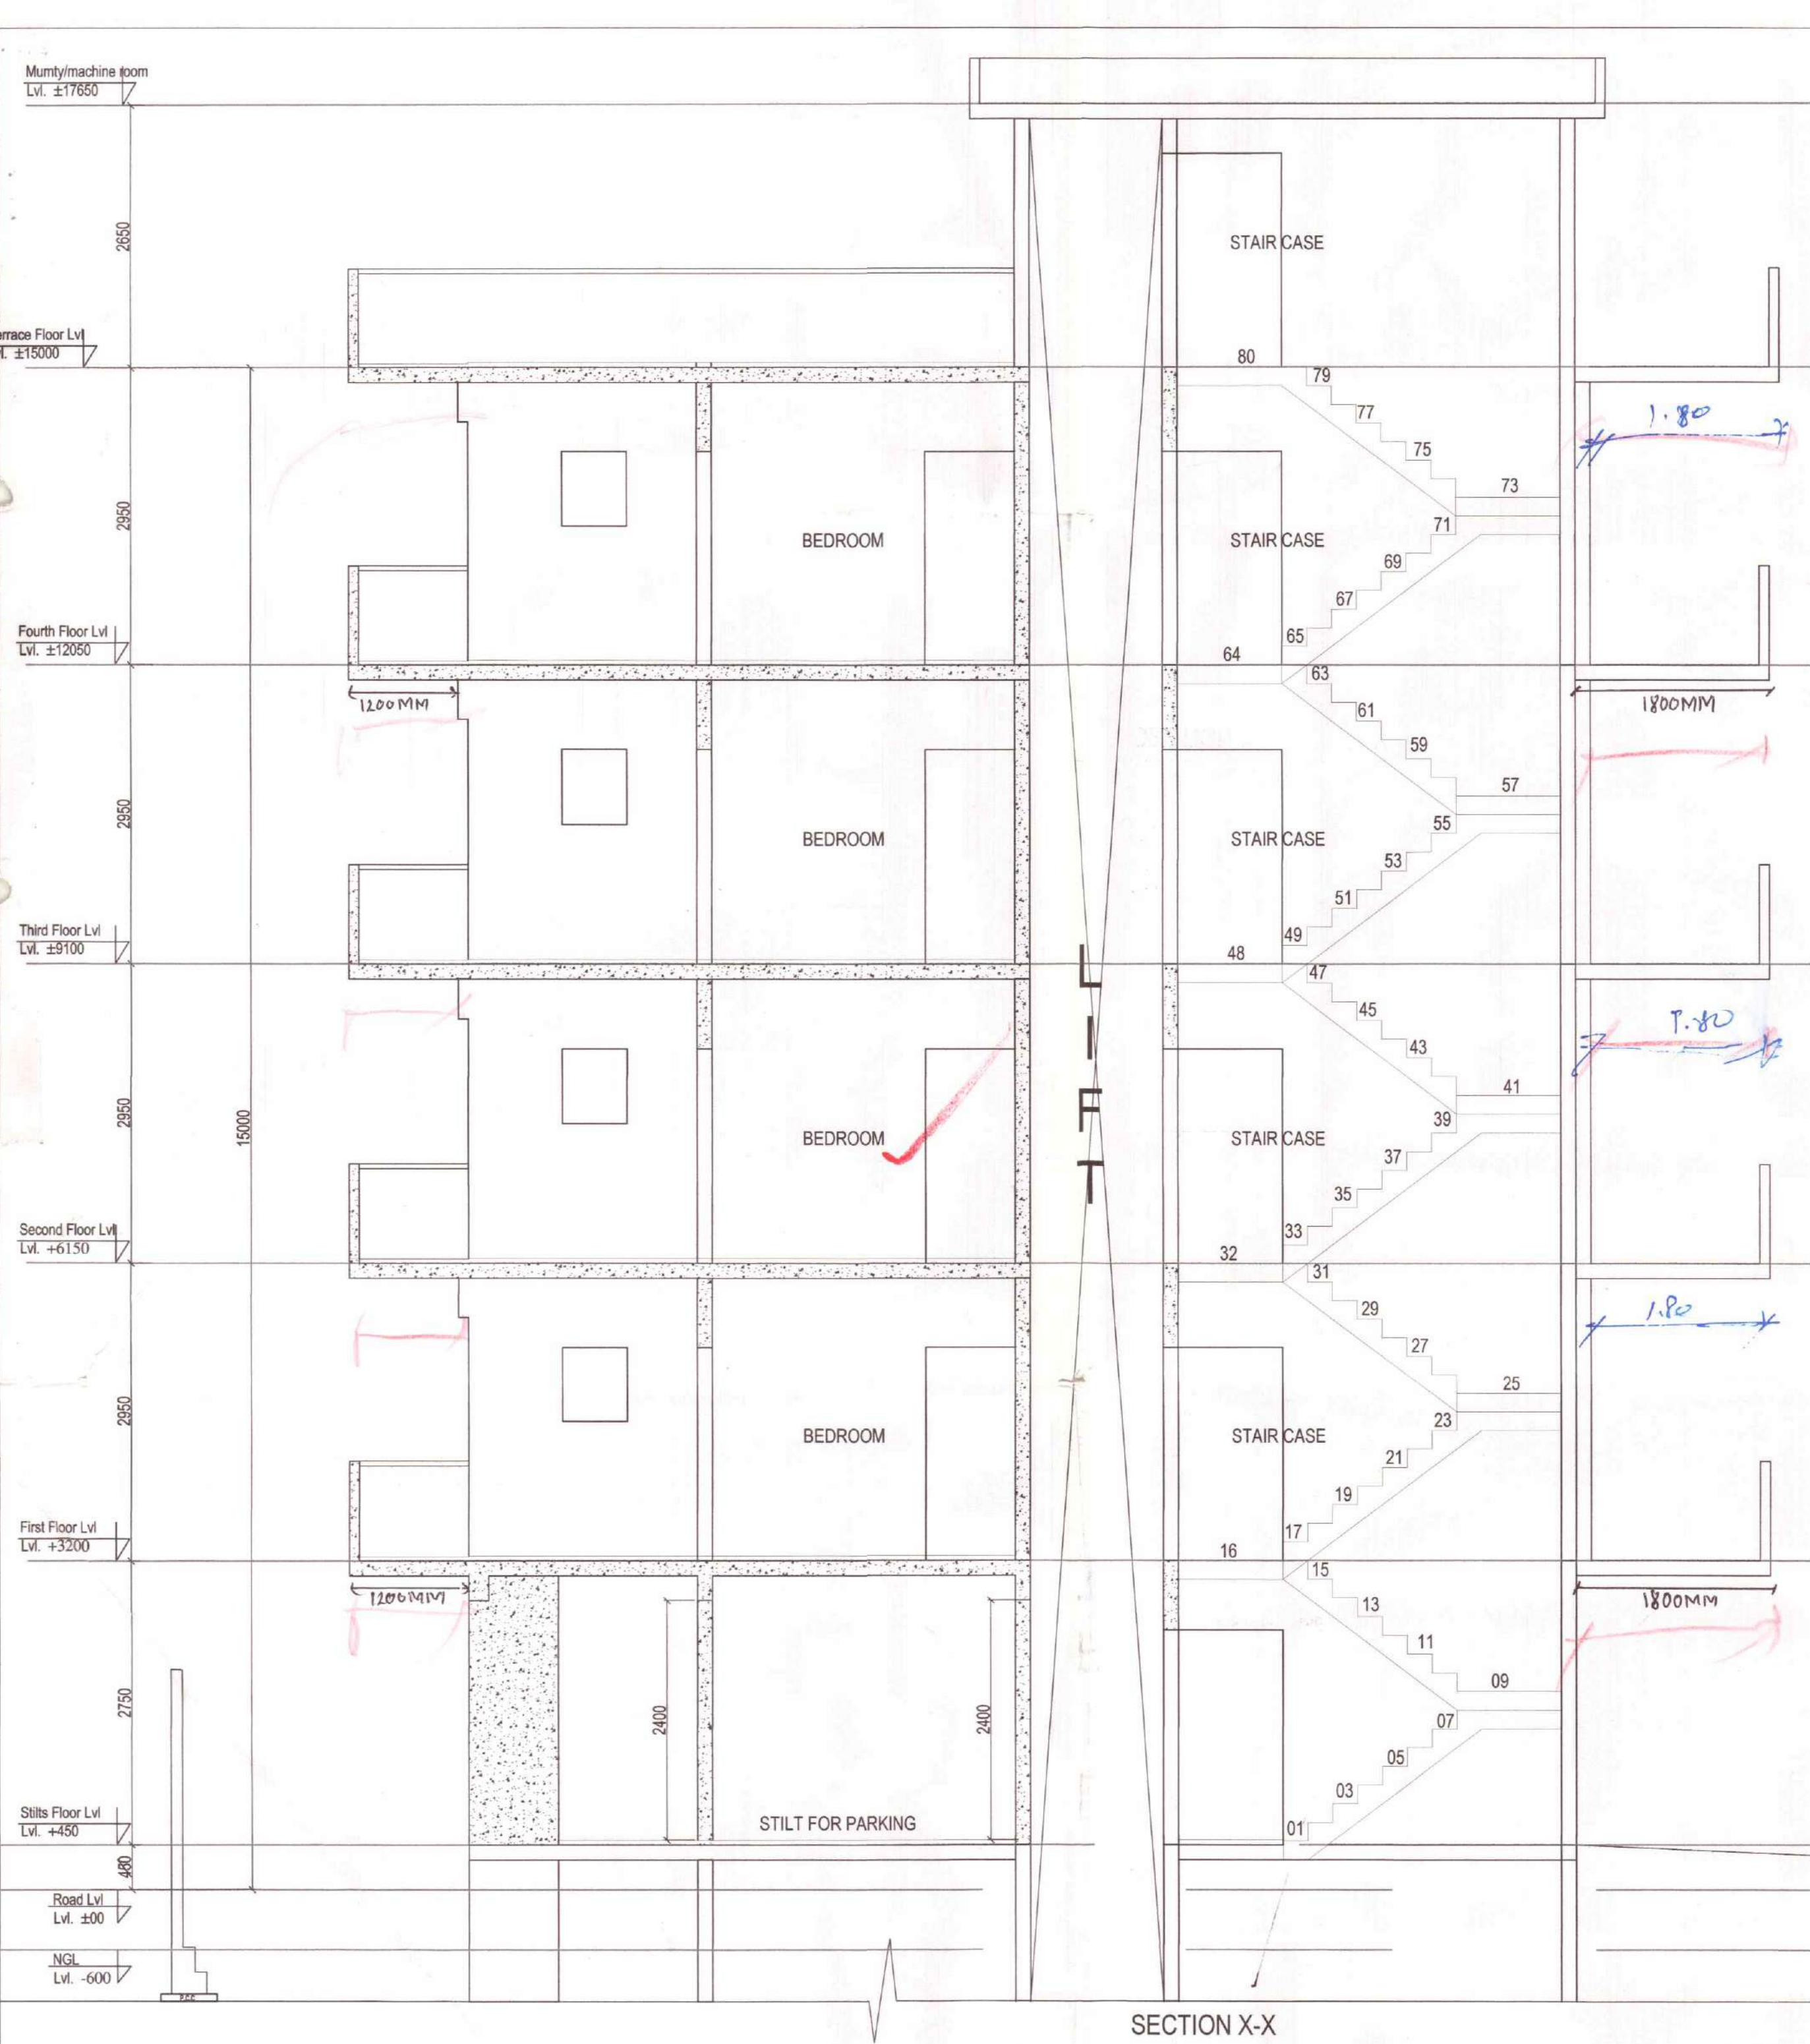 Mumty/machine room
Lvl. ±17650
2650
STAIR CASE
errace Floor Lvl
l. ±15000
80
79
77
75
73
71
69
67
65
1.80
2950
BEDROOM
STAIR CASE
Fourth Floor Lvl
Lvl. ±12050
64
63
61
59
57
55
53
51
49
1200MM
1800MM
2950
BEDROOM
STAIR CASE
Third Floor Lvl
Lvl. ±9100
48
47
45
43
41
39
37
35
33
LIFT
1.80
2950
15000
BEDROOM
STAIR CASE
Second Floor Lvl
Lvl. +6150
32
31
29
27
25
23
21
19
17
1.80
2950
BEDROOM
STAIR CASE
First Floor Lvl
Lvl. +3200
16
15
13
11
09
07
05
03
01
1200MM
1800MM
2750
2400
2400
STILT FOR PARKING
Stilts Floor Lvl
Lvl. +450
Road Lvl
Lvl. ±00
NGL
Lvl. -600
P.C.C
SECTION X-X